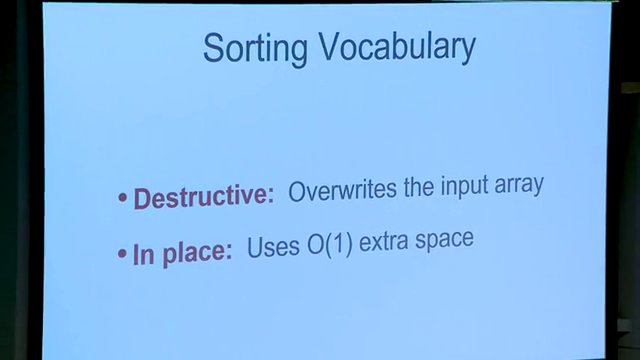 Sorting Vocabulary
• Destructive: Overwrites the input array
• In place: Uses O(1) extra space